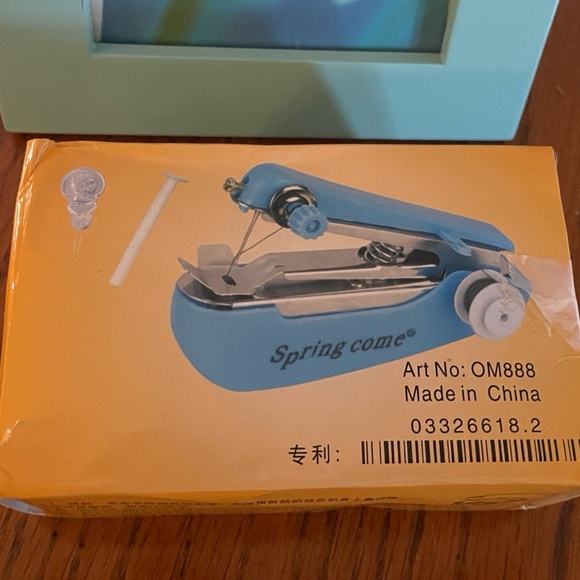 Spring come®
Art No: OM888
Made in China
03326618.2
专利: